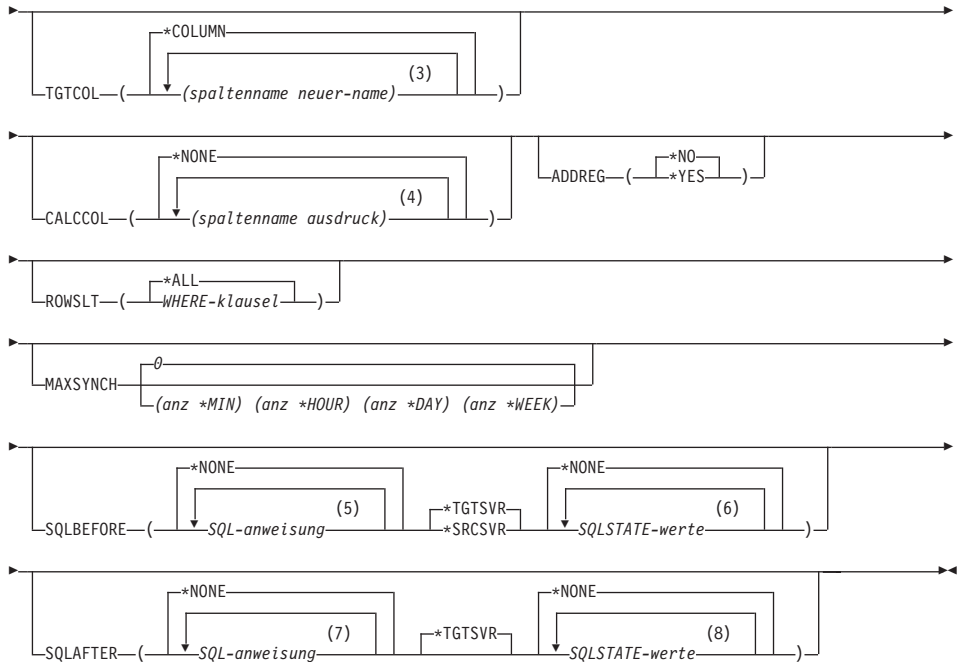 *COLUMN
(3)
TGTCOL ( (spaltenname neuer-name) )
*NONE *NO
(4) ADDREG ( *YES )
CALCCOL ( (spaltenname ausdruck) )
*ALL
ROWSLT ( WHERE-klausel )
0
MAXSYNCH
(anz *MIN) (anz *HOUR) (anz *DAY) (anz *WEEK)
*NONE *NONE
(5) *TGTSVR (6)
SQLBEFORE ( SQL-anweisung *SRCSVR SQLSTATE-werte )
*NONE *NONE
(7) *TGTSVR (8)
SQLAFTER ( SQL-anweisung SQLSTATE-werte )